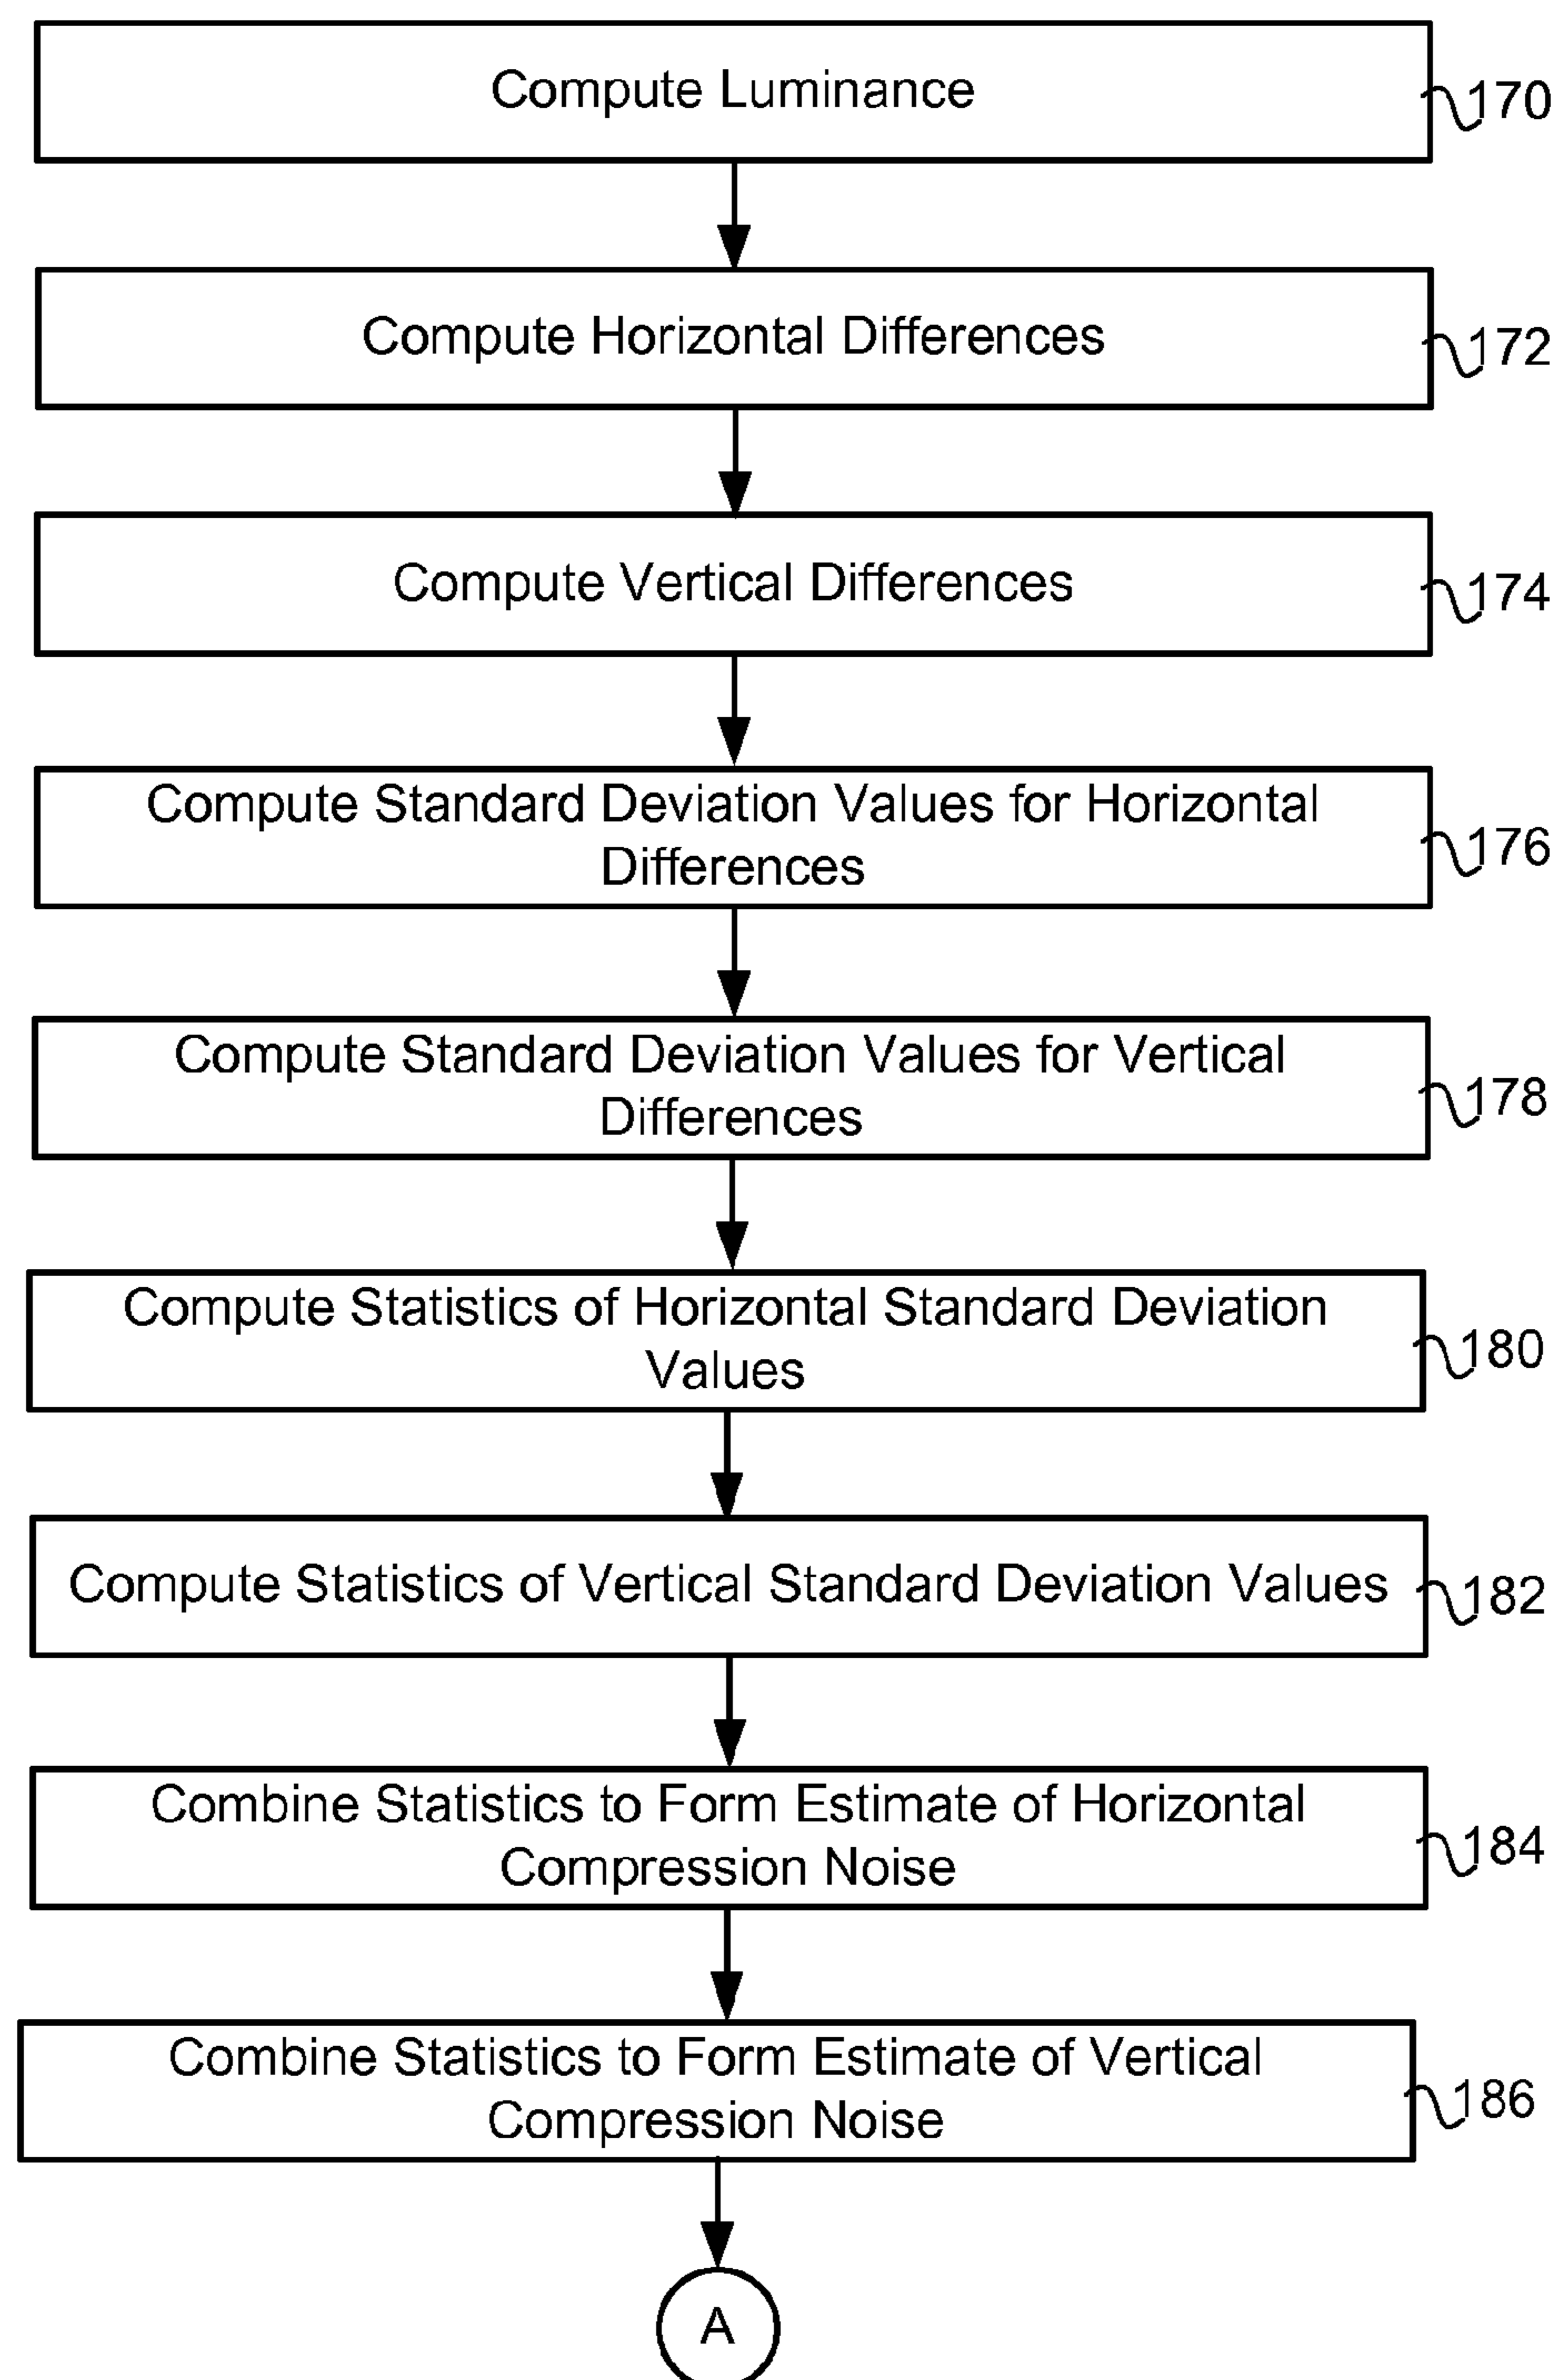 Compute Luminance
170
Compute Horizontal Differences
172
Compute Vertical Differences
174
Compute Standard Deviation Values for Horizontal
Differences
176
Compute Standard Deviation Values for Vertical
Differences
178
Compute Statistics of Horizontal Standard Deviation
Values
180
Compute Statistics of Vertical Standard Deviation Values
182
Combine Statistics to Form Estimate of Horizontal
Compression Noise
184
Combine Statistics to Form Estimate of Vertical
Compression Noise
186
A